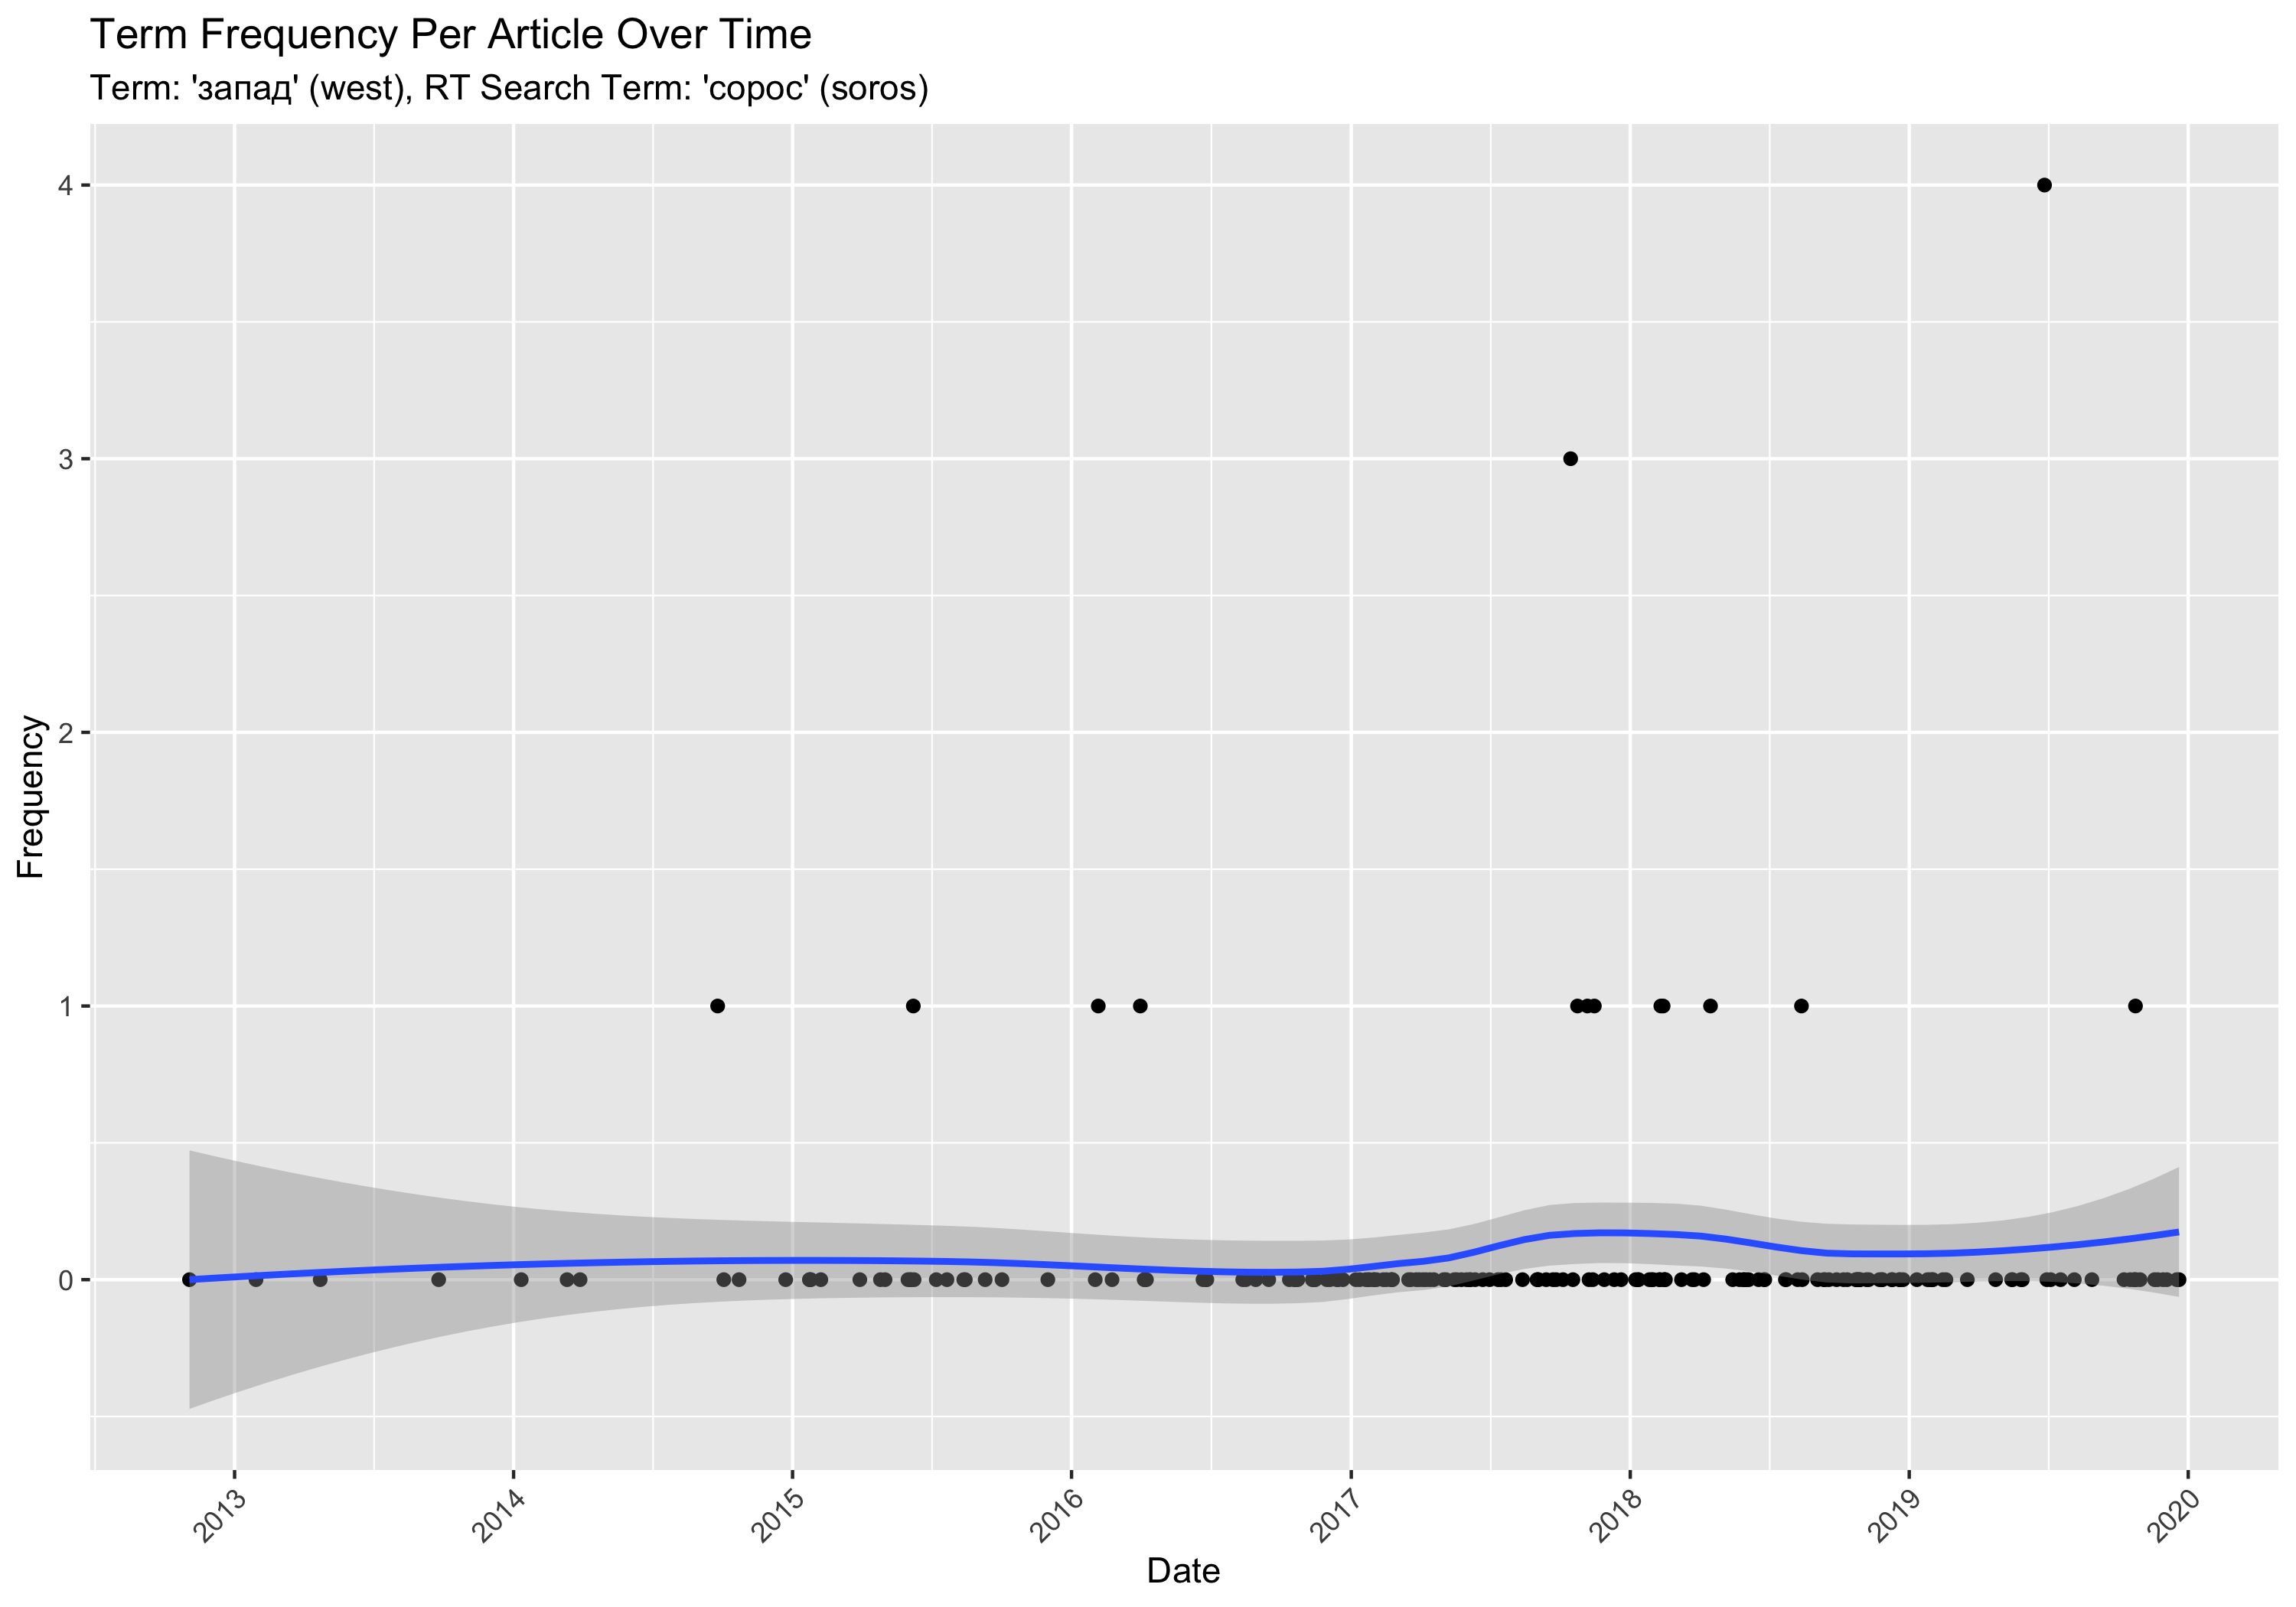 Term Frequency Per Article Over Time
Term: 'запад' (west), RT Search Term: 'сорос' (soros)
4
3
2
1
0
Frequency
2013 2014 2015 2016 2017 2018 2019 2020
Date